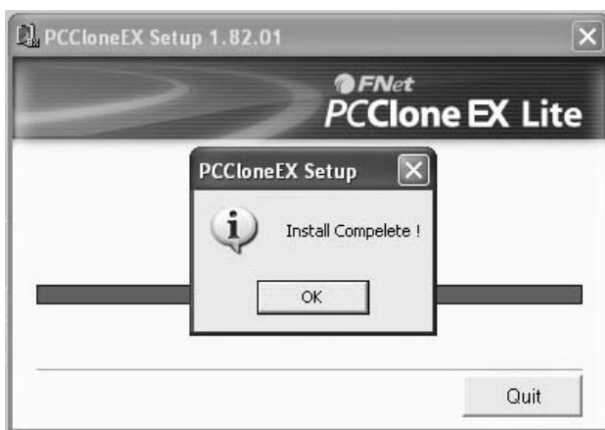 PCCloneEX Setup 1.82.01
FNet
PCClone EX Lite
PCCloneEX Setup
Install Compelete !
OK
Quit